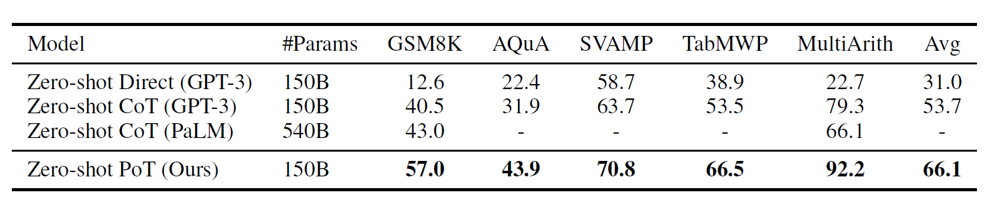 Model #Params GSM8K AQuA SVAMP TabMWP MultiArith Avg
Zero-shot Direct (GPT-3) 150B 12.6 22.4 58.7 38.9 22.7 31.0
Zero-shot CoT (GPT-3) 150B 40.5 31.9 63.7 53.5 79.3 53.7
Zero-shot CoT (PaLM) 540B 43.0 - - - 66.1 -
Zero-shot PoT (Ours) 150B 57.0 43.9 70.8 66.5 92.2 66.1